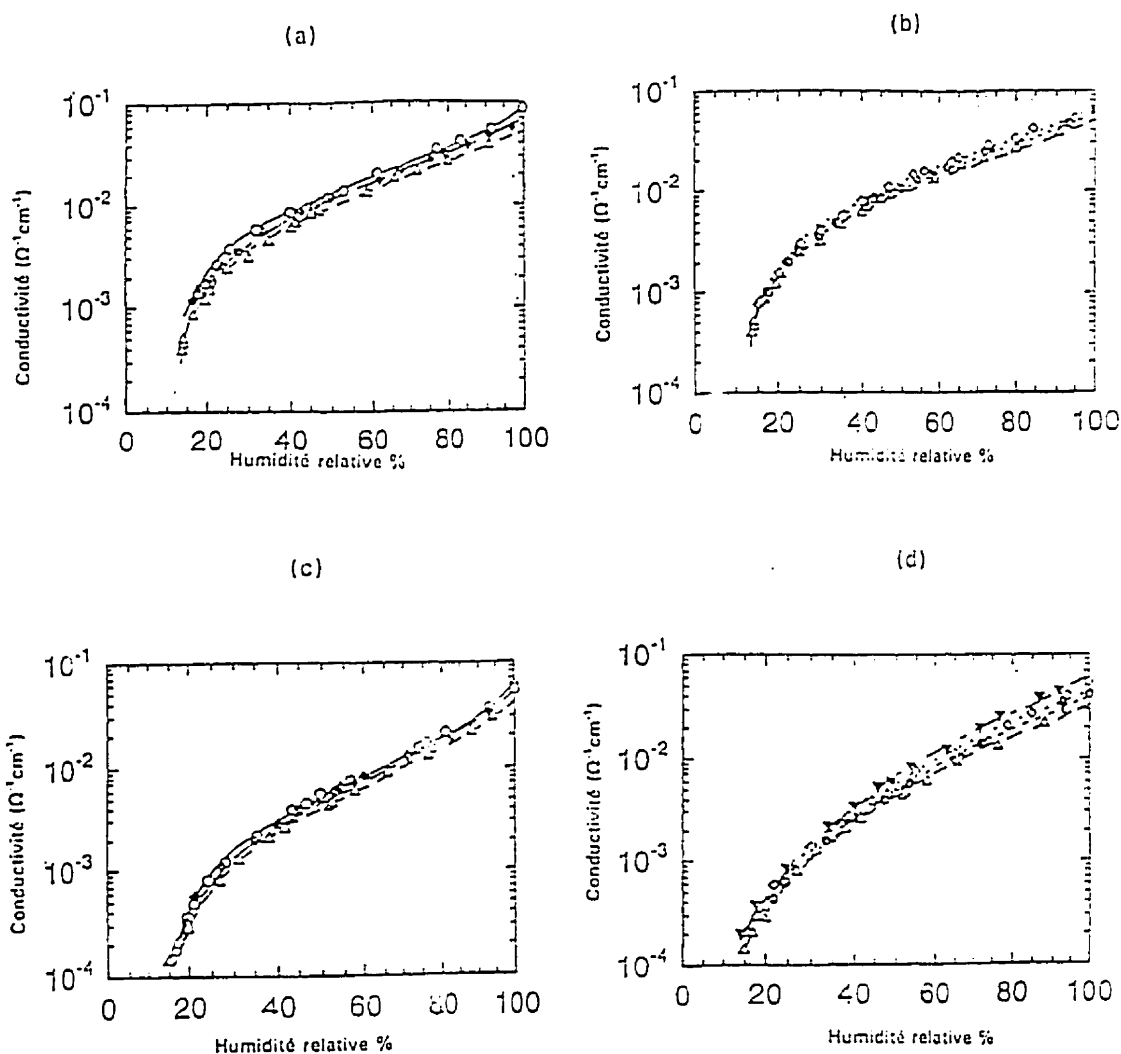 (a)
(b)
10⁻¹
10⁻²
10⁻³
10⁻⁴
Conductivité (Ω⁻¹cm⁻¹)
0 20 40 60 80 100
Humidité relative %
10⁻¹
10⁻²
10⁻³
10⁻⁴
Conductivité (Ω⁻¹cm⁻¹)
0 20 40 60 80 100
Humidité relative %
(c)
(d)
10⁻¹
10⁻²
10⁻³
10⁻⁴
Conductivité (Ω⁻¹cm⁻¹)
0 20 40 60 80 100
Humidité relative %
10⁻¹
10⁻²
10⁻³
10⁻⁴
Conductivité (Ω⁻¹cm⁻¹)
0 20 40 60 80 100
Humidité relative %